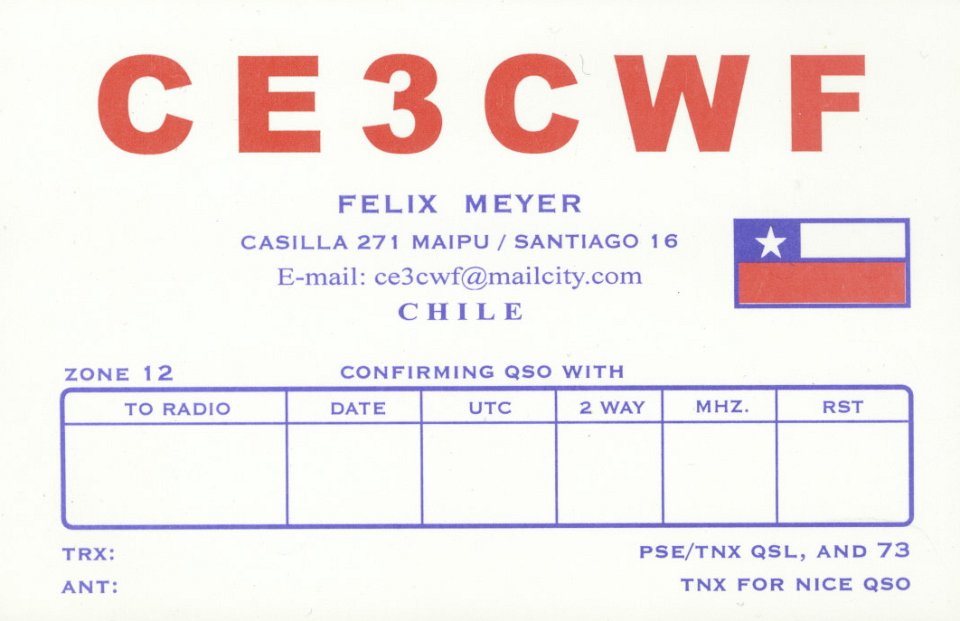 CE3CWF
FELIX MEYER
CASILLA 271 MAIPU / SANTIAGO 16
E-mail: ce3cwf@mailcity.com
CHILE
ZONE 12 CONFIRMING QSO WITH
TO RADIO DATE UTC 2 WAY MHZ. RST
TRX: PSE/TNX QSL, AND 73
ANT: TNX FOR NICE QSO